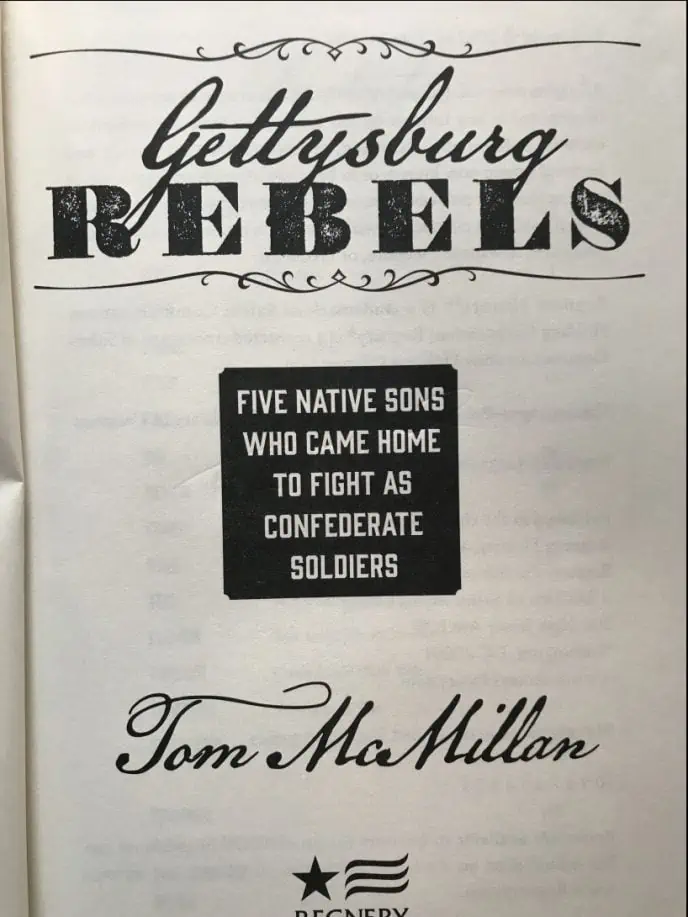 Gettysburg
REBELS
FIVE NATIVE SONS
WHO CAME HOME
TO FIGHT AS
CONFEDERATE
SOLDIERS
Tom McMillan
REGNERY